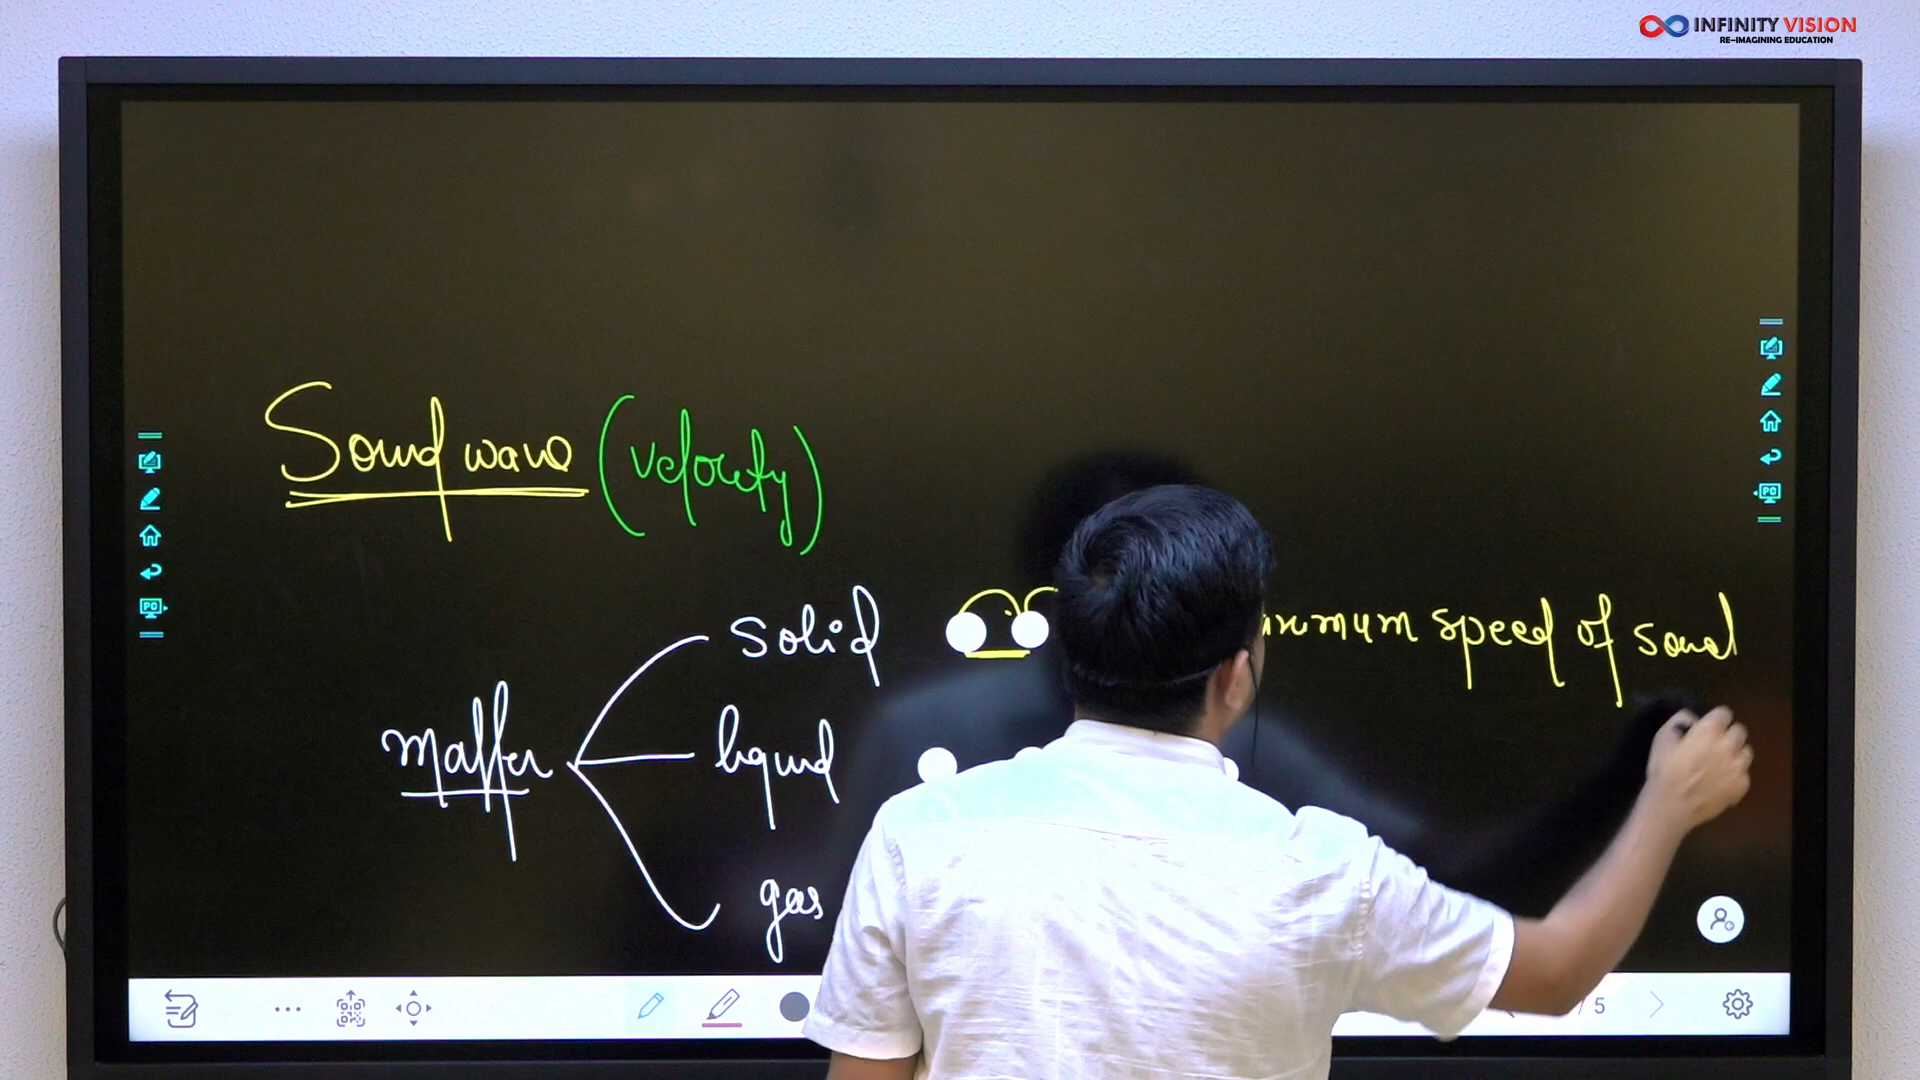 INFINITY VISION
RE-IMAGINING EDUCATION
Sound wave (velocity)
solid
speed of sound
matter
liquid
gas
/ 5